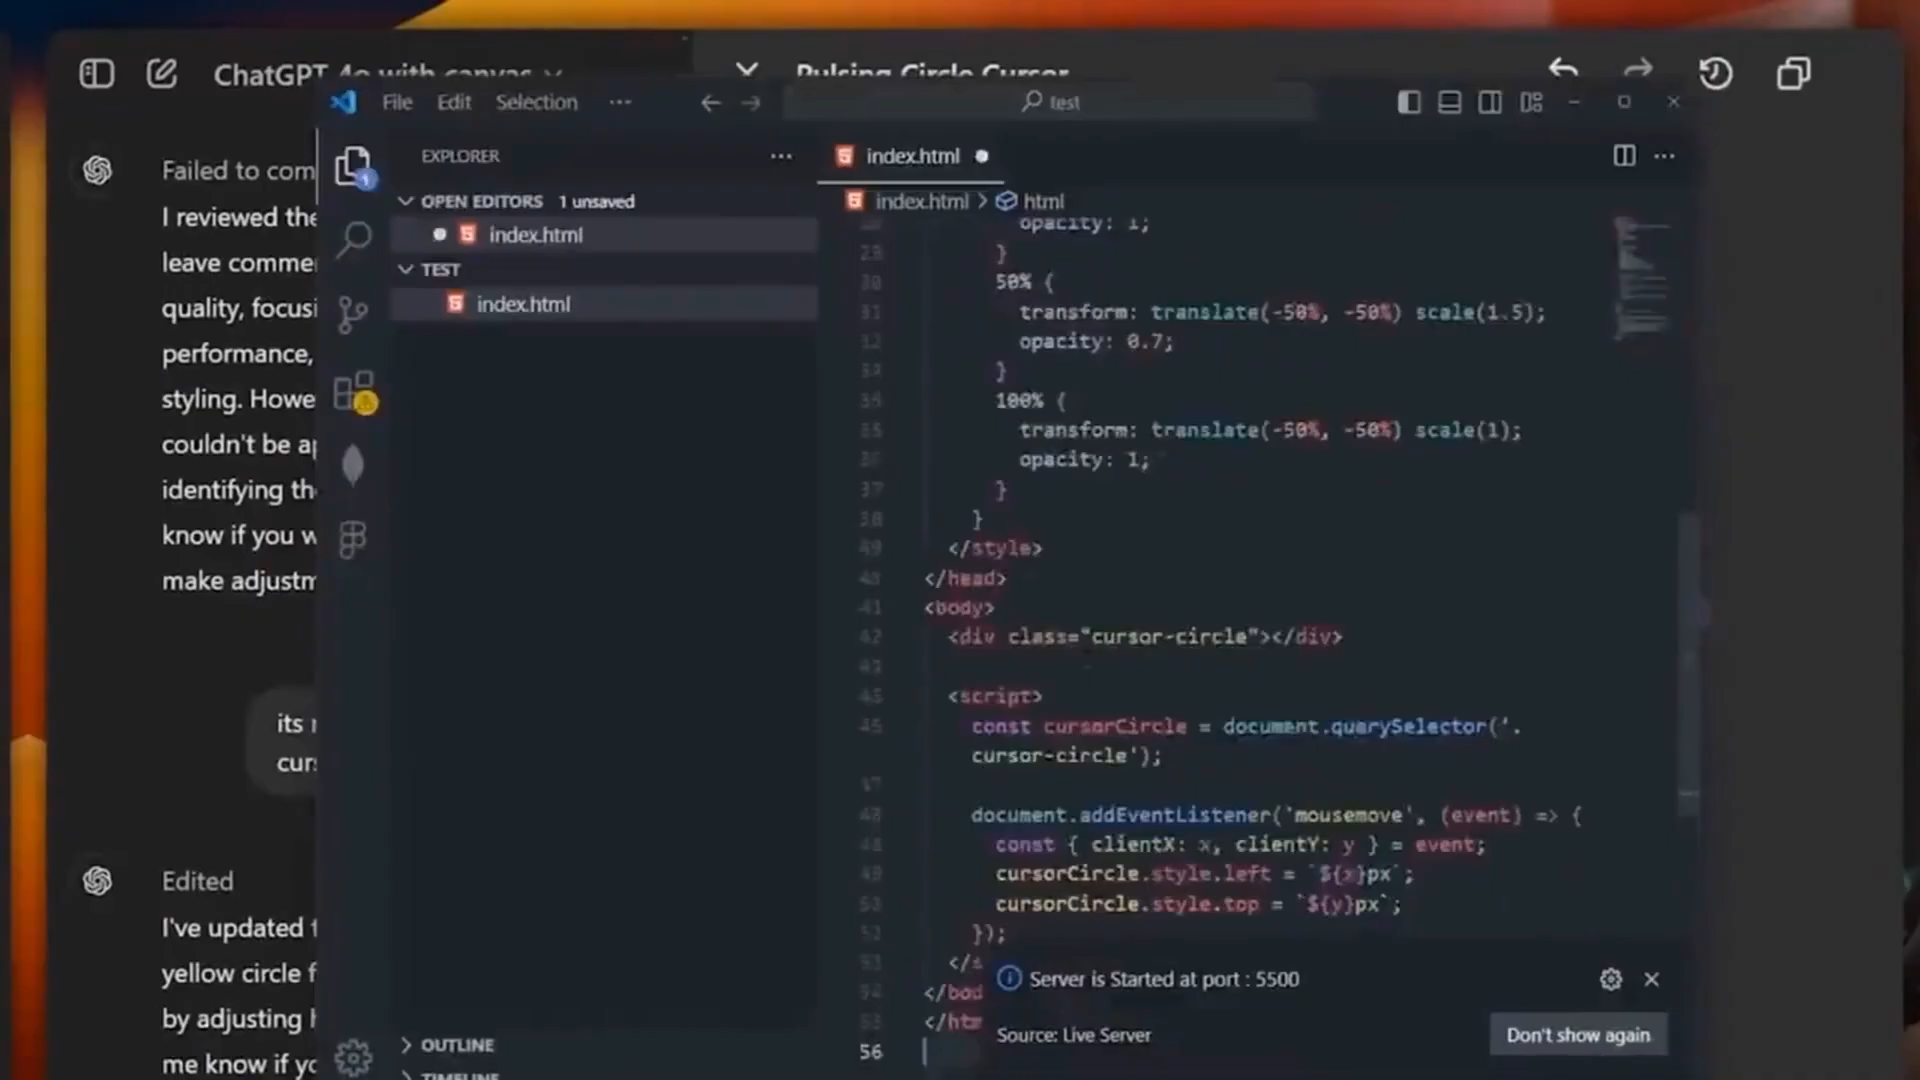 ChatGPT 4o with canvas
Pulsing Circle Cursor
File Edit Selection ···
test
Failed to com
I reviewed the
leave comme
quality, focusi
performance,
styling. Howe
couldn't be a
identifying th
know if you w
make adjustm
its
cur
Edited
I've updated
yellow circle f
by adjusting
me know if yo
EXPLORER
OPEN EDITORS 1 unsaved
index.html
TEST
index.html
OUTLINE
TIMELINE
index.html
index.html > html
opacity: 1;
}
50% {
transform: translate(-50%, -50%) scale(1.5);
opacity: 0.7;
}
100% {
transform: translate(-50%, -50%) scale(1);
opacity: 1;
}
}
</style>
</head>
41 <body>
42 <div class="cursor-circle"></div>
<script>
const cursorCircle = document.querySelector('.
cursor-circle');
document.addEventListener('mousemove', (event) => {
const { clientX: x, clientY: y } = event;
cursorCircle.style.left = `${x}px`;
cursorCircle.style.top = `${y}px`;
});
</
</bod
</htm
56
Server is Started at port : 5500
Source: Live Server
Don't show again